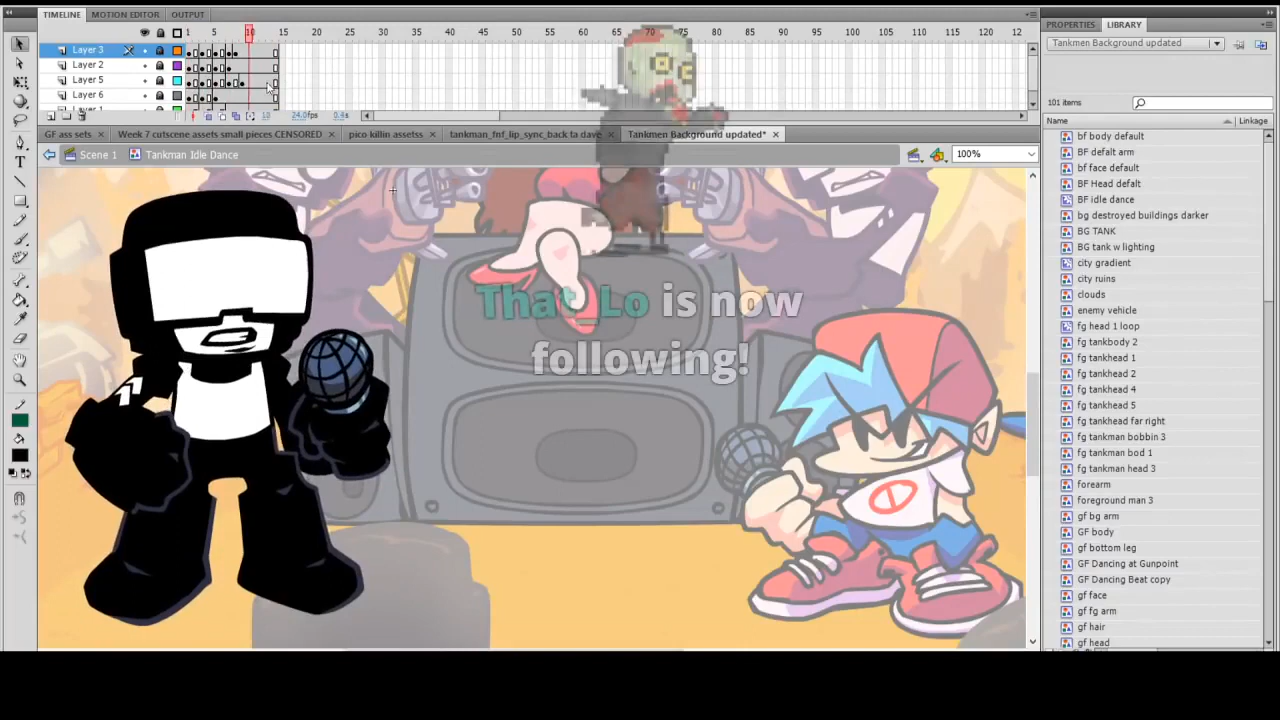 TIMELINE MOTION EDITOR OUTPUT
PROPERTIES LIBRARY
1 5 10 15 20 25 30 35 40 45 50 55 60 65 70 75 80 85 90 95 100 105 110 115 120 12
Layer 3
Layer 2
Layer 5
Layer 6
Layer 1
10 24.0fps 0.4s
Tankmen Background updated
101 items
Name Linkage
GF ass sets Week 7 cutscene assets small pieces CENSORED pico killin assetss tankman_fnf_lip_sync_back ta dave Tankmen Background updated*
Scene 1 Tankman Idle Dance 100%
That_Lo is now
following!
bf body default
BF defalt arm
bf face default
BF Head defalt
BF idle dance
bg destroyed buildings darker
BG TANK
BG tank w lighting
city gradient
city ruins
clouds
enemy vehicle
fg head 1 loop
fg tankbody 2
fg tankhead 1
fg tankhead 2
fg tankhead 4
fg tankhead 5
fg tankhead far right
fg tankman bobbin 3
fg tankman bod 1
fg tankman head 3
forearm
foreground man 3
gf bg arm
GF body
gf bottom leg
GF Dancing at Gunpoint
GF Dancing Beat copy
gf face
gf fg arm
gf hair
gf head